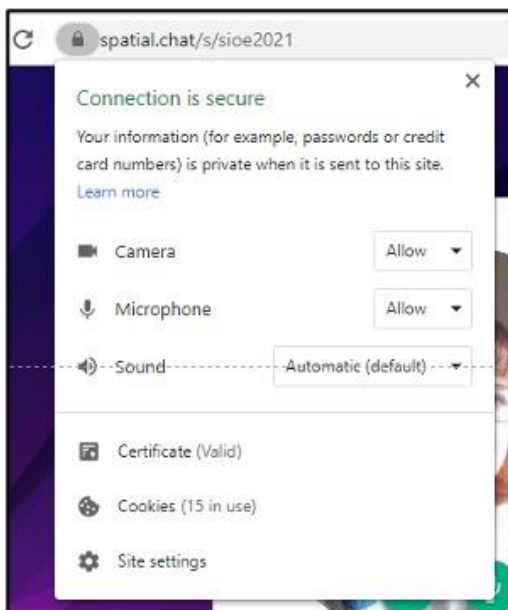 spatial.chat/s/sioe2021
Connection is secure
Your information (for example, passwords or credit
card numbers) is private when it is sent to this site.
Learn more
Camera Allow
Microphone Allow
Sound Automatic (default)
Certificate (Valid)
Cookies (15 in use)
Site settings